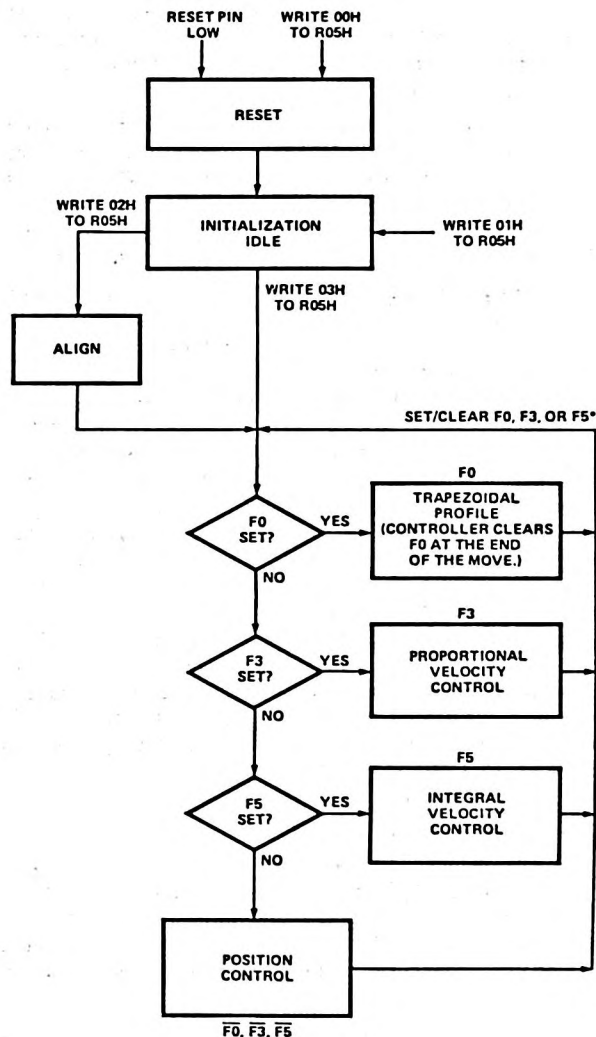 RESET PIN
LOW
WRITE 00H
TO R05H
RESET
WRITE 02H
TO R05H
INITIALIZATION
IDLE
WRITE 01H
TO R05H
WRITE 03H
TO R05H
ALIGN
SET/CLEAR F0, F3, OR F5*
F0
F0
SET?
YES
TRAPEZOIDAL
PROFILE
(CONTROLLER CLEARS
F0 AT THE END
OF THE MOVE.)
NO
F3
F3
SET?
YES
PROPORTIONAL
VELOCITY
CONTROL
NO
F5
F5
SET?
YES
INTEGRAL
VELOCITY
CONTROL
NO
POSITION
CONTROL
F̅0̅, F̅3̅, F̅5̅